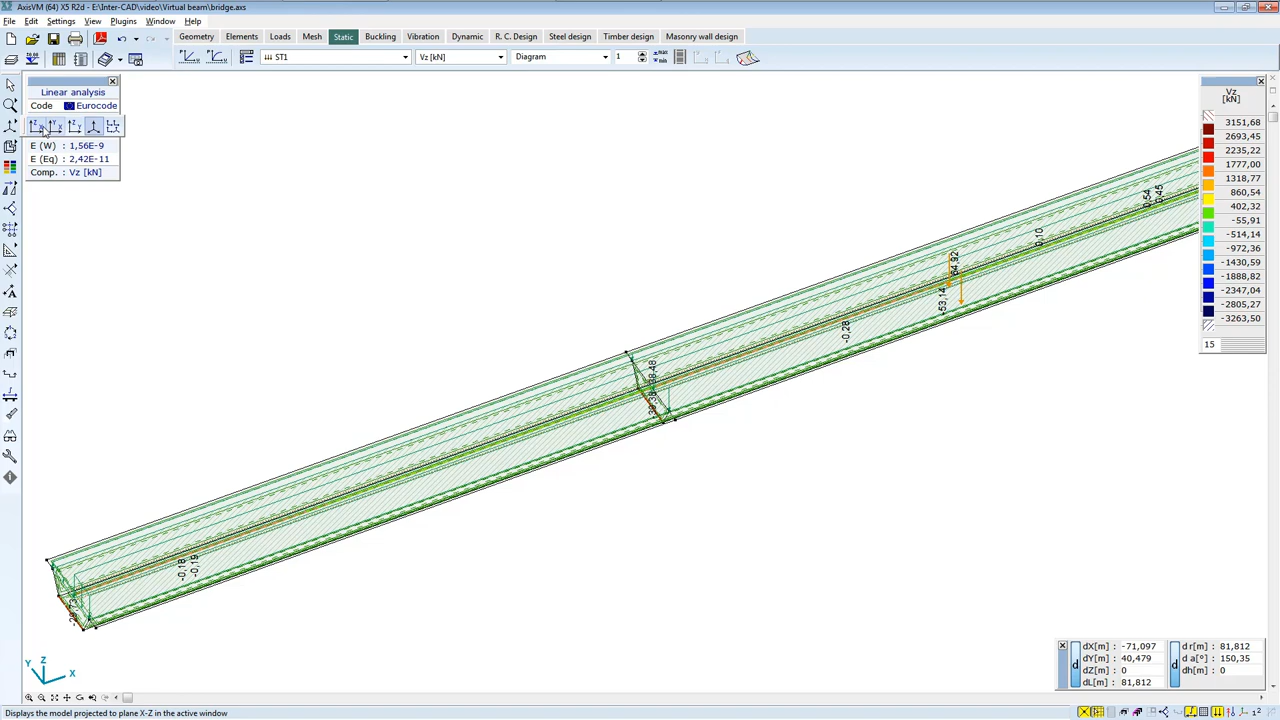 AxisVM (64) X5 R2d - E:\Inter-CAD\video\Virtual beam\bridge.axs
File Edit Settings View Plugins Window Help
Geometry Elements Loads Mesh Static Buckling Vibration Dynamic R. C. Design Steel design Timber design Masonry wall design
ST1 Vz [kN] Diagram 1
Linear analysis
Code Eurocode
E (W) : 1,56E-9
E (Eq) : 2,42E-11
Comp. : Vz [kN]
Vz
[kN]
3151,68
2693,45
2235,22
1777,00
1318,77
860,54
402,32
-55,91
-514,14
-972,36
-1430,59
-1888,82
-2347,04
-2805,27
-3263,50
15
0,10
-53,14
-0,18
-0,19
Y Z X
dX[m] : -71,097
dY[m] : 40,479
dZ[m] : 0
dL[m] : 81,812
d r[m] : 81,812
d a[°] : 150,35
dh[m] : 0
Displays the model projected to plane X-Z in the active window